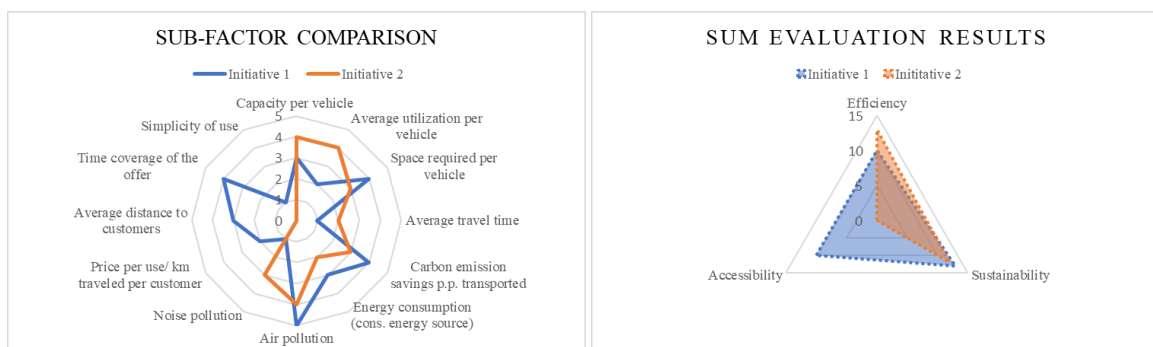 SUB-FACTOR COMPARISON
Initiative 1
Initiative 2
Capacity per vehicle
Average utilization per
vehicle
Space required per
vehicle
Average travel time
Carbon emission
savings p.p. transported
Energy consumption
(cons. energy source)
Air pollution
Noise pollution
Price per use/ km
traveled per customer
Average distance to
customers
Time coverage of the
offer
Simplicity of use
5
4
3
2
1
0
SUM EVALUATION RESULTS
Initiative 1
Inititative 2
Efficiency
15
10
5
0
Accessibility
Sustainability